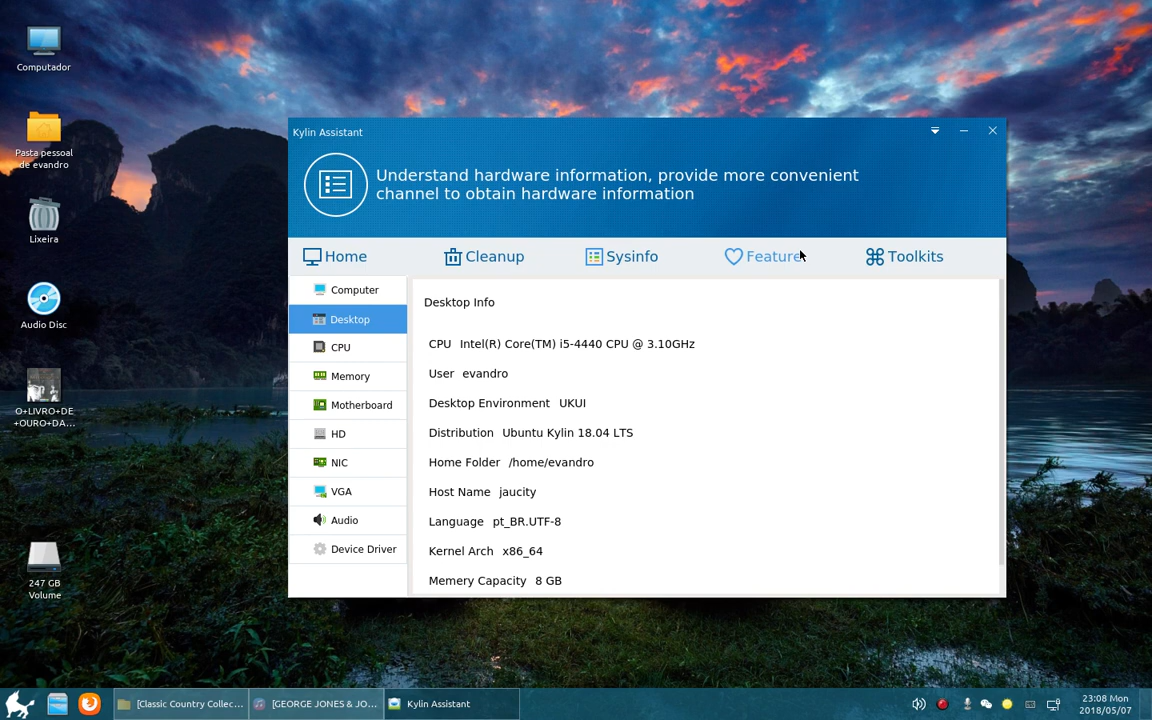 Computador
Pasta pessoal
de evandro
Lixeira
Audio Disc
O+LIVRO+DE
+OURO+DA...
247 GB
Volume
Kylin Assistant
Understand hardware information, provide more convenient
channel to obtain hardware information
Home
Cleanup
Sysinfo
Feature
Toolkits
Computer
Desktop
CPU
Memory
Motherboard
HD
NIC
VGA
Audio
Device Driver
Desktop Info
CPU Intel(R) Core(TM) i5-4440 CPU @ 3.10GHz
User evandro
Desktop Environment UKUI
Distribution Ubuntu Kylin 18.04 LTS
Home Folder /home/evandro
Host Name jaucity
Language pt_BR.UTF-8
Kernel Arch x86_64
Memery Capacity 8 GB
[Classic Country Collec...
[GEORGE JONES & JO...
Kylin Assistant
23:08 Mon
2018/05/07